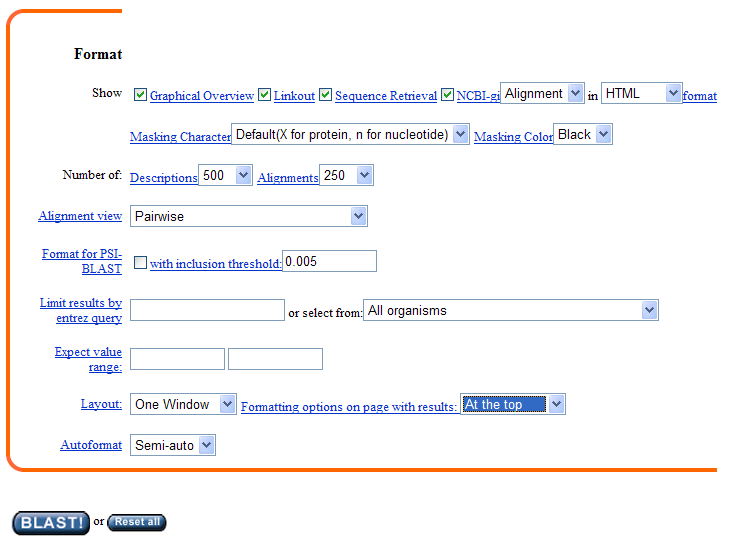 Format
Show Graphical Overview Linkout Sequence Retrieval NCBI-gi Alignment in HTML format
Masking Character Default(X for protein, n for nucleotide) Masking Color Black
Number of: Descriptions 500 Alignments 250
Alignment view Pairwise
Format for PSI-
BLAST with inclusion threshold: 0.005
Limit results by
entrez query or select from: All organisms
Expect value
range:
Layout: One Window Formatting options on page with results: At the top
Autoformat Semi-auto
BLAST! or Reset all